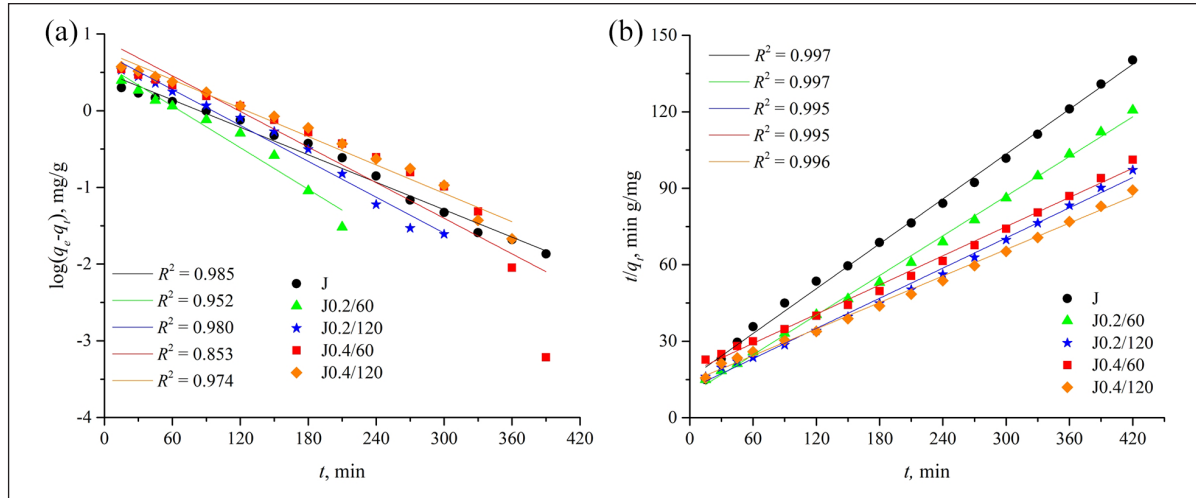 (a)
1
0
-1
-2
-3
-4
0 60 120 180 240 300 360 420
log(qe-qt), mg/g
t, min
R² = 0.985
R² = 0.952
R² = 0.980
R² = 0.853
R² = 0.974
J
J0.2/60
J0.2/120
J0.4/60
J0.4/120
(b)
150
120
90
60
30
0
0 60 120 180 240 300 360 420
t/qt, min g/mg
t, min
R² = 0.997
R² = 0.997
R² = 0.995
R² = 0.995
R² = 0.996
J
J0.2/60
J0.2/120
J0.4/60
J0.4/120